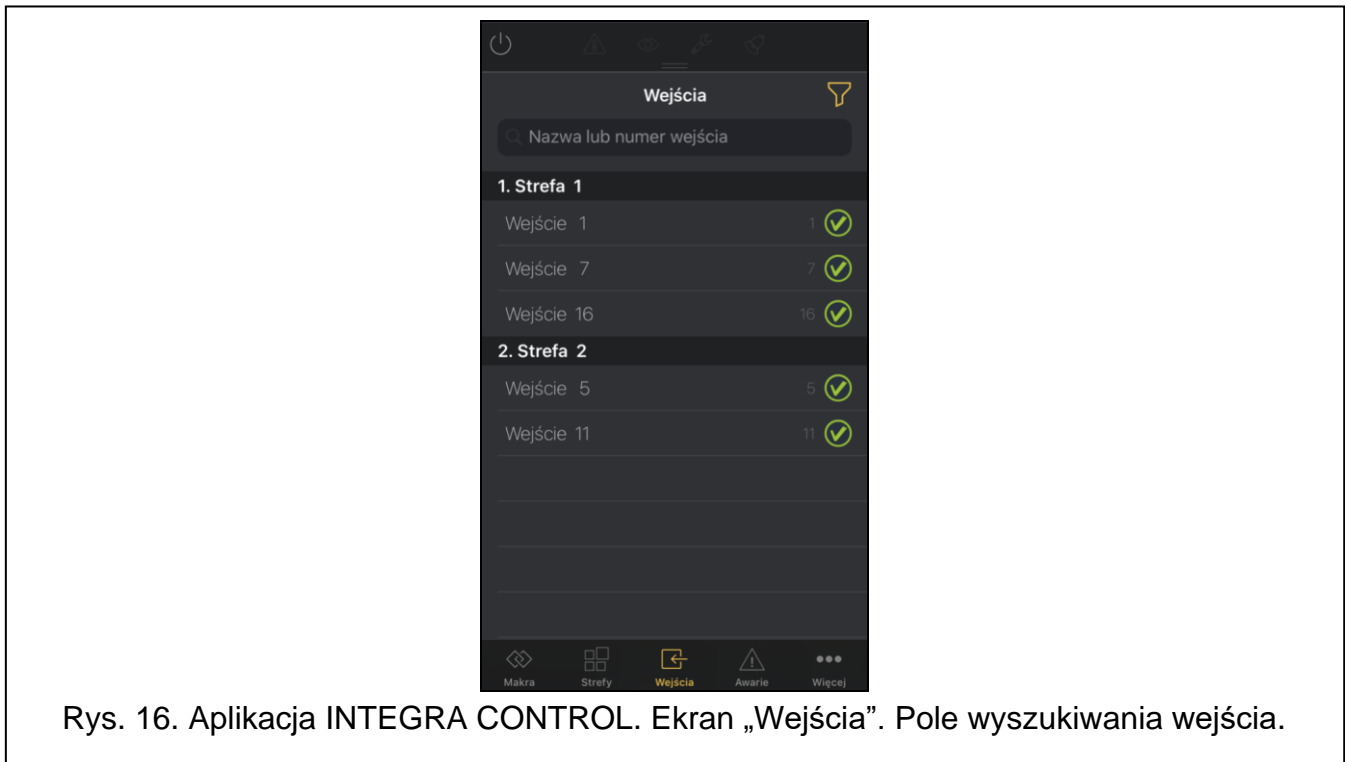 Wejścia
Nazwa lub numer wejścia
1. Strefa 1
Wejście 1 1
Wejście 7 7
Wejście 16 16
2. Strefa 2
Wejście 5 5
Wejście 11 11
Makra Strefy Wejścia Awarie Więcej
Rys. 16. Aplikacja INTEGRA CONTROL. Ekran „Wejścia”. Pole wyszukiwania wejścia.